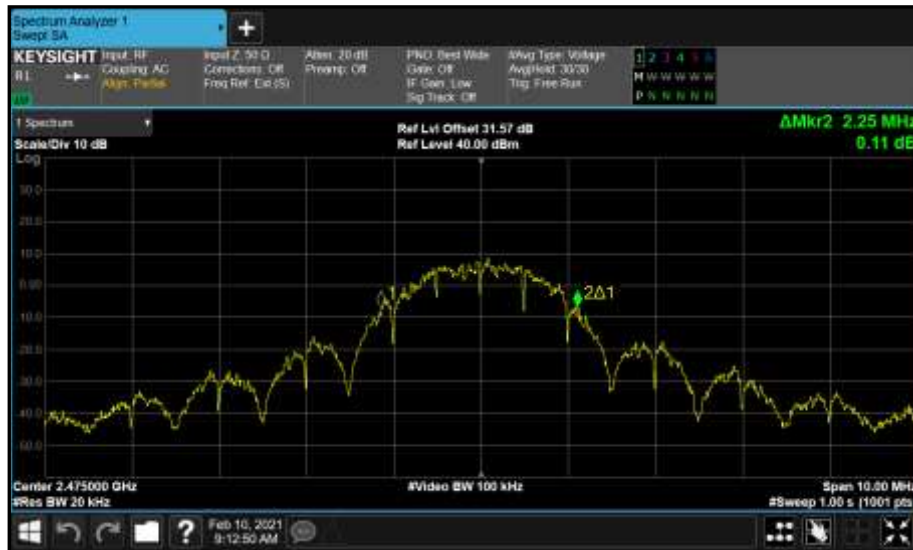 Spectrum Analyzer 1
Swept SA
+
KEYSIGHT
Input: RF
Coupling: AC
Align: Partial
Input Z: 50 Ω
Corrections: Off
Freq Ref: Ext (S)
Atten: 20 dB
Preamp: Off
PNO: Best Wide
Gate: Off
IF Gain: Low
Sig Track: Off
#Avg Type: Voltage
Avg|Hold: 30/30
Trig: Free Run
1 2 3 4 5 6
M W W W W W
P N N N N N
1 Spectrum
Scale/Div 10 dB
Log
Ref Lvl Offset 31.57 dB
Ref Level 40.00 dBm
ΔMkr2 2.25 MHz
0.11 dB
30.0
20.0
10.0
0.00
-10.0
-20.0
-30.0
-40.0
-50.0
2Δ1
Center 2.475000 GHz
#Res BW 20 kHz
#Video BW 100 kHz
Span 10.00 MHz
#Sweep 1.00 s (1001 pts
?
Feb 10, 2021
9:12:50 AM